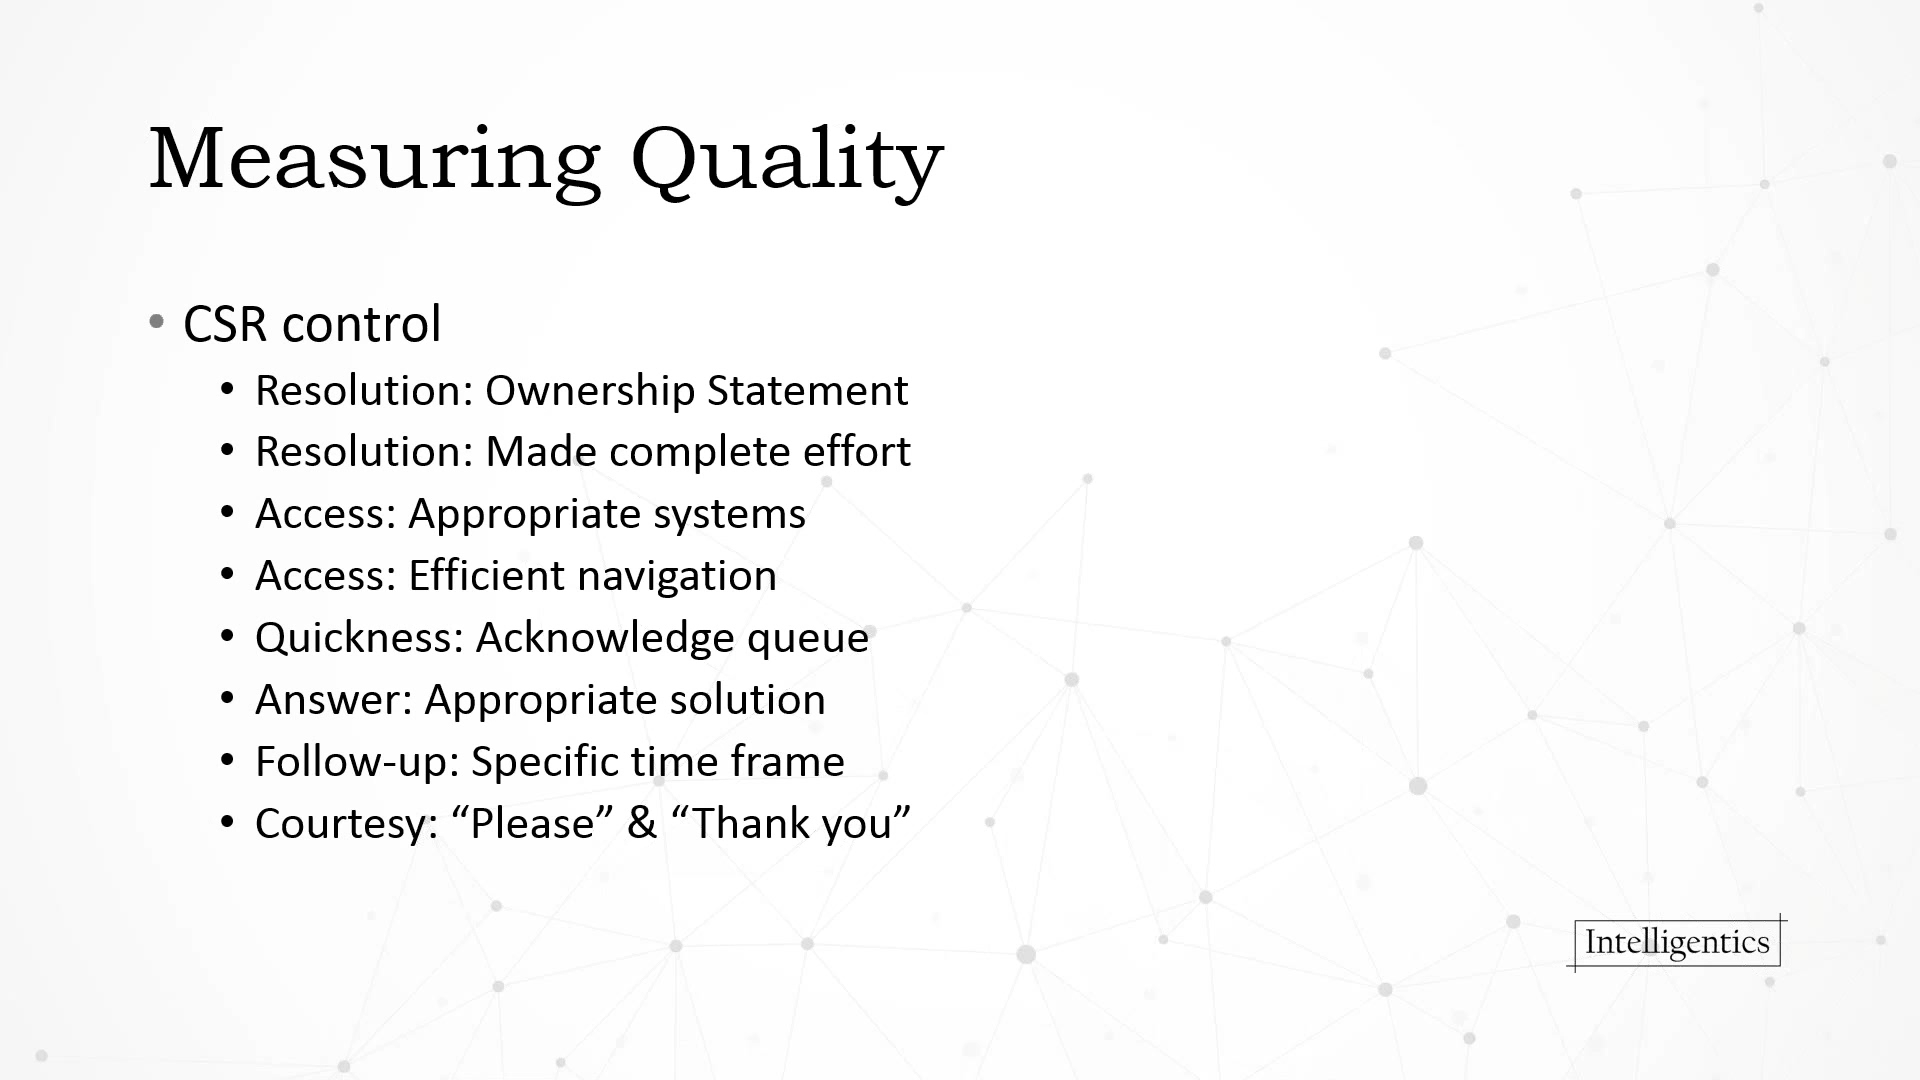 Measuring Quality
• CSR control
• Resolution: Ownership Statement
• Resolution: Made complete effort
• Access: Appropriate systems
• Access: Efficient navigation
• Quickness: Acknowledge queue
• Answer: Appropriate solution
• Follow-up: Specific time frame
• Courtesy: “Please” & “Thank you”
Intelligentics